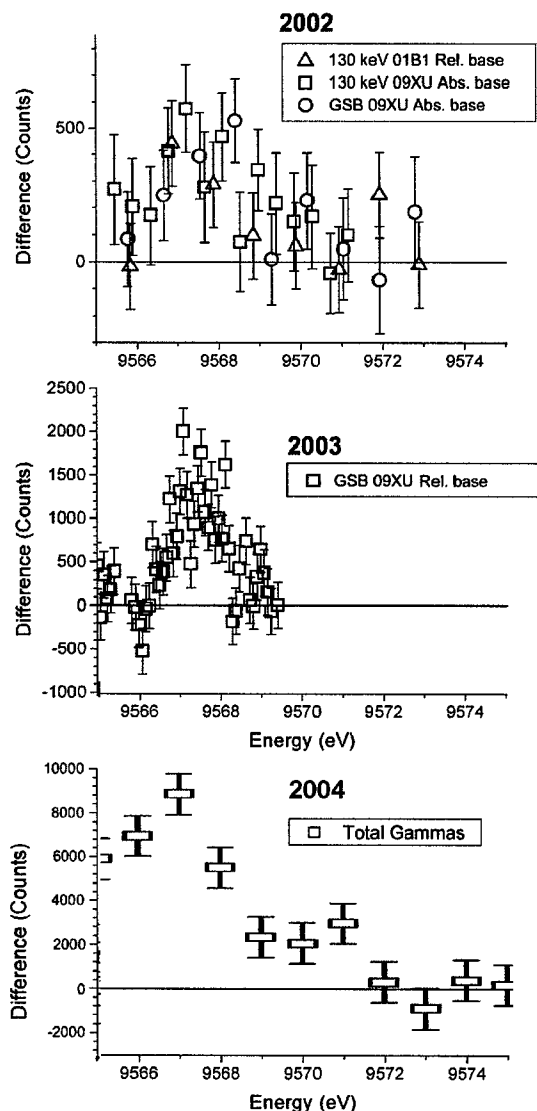 2002
△ 130 keV 01B1 Rel. base
□ 130 keV 09XU Abs. base
○ GSB 09XU Abs. base
Difference (Counts)
500
0
9566 9568 9570 9572 9574
2003
□ GSB 09XU Rel. base
Difference (Counts)
2500
2000
1500
1000
500
0
-500
-1000
9566 9568 9570 9572 9574
Energy (eV)
2004
□ Total Gammas
Difference (Counts)
10000
8000
6000
4000
2000
0
-2000
9566 9568 9570 9572 9574
Energy (eV)